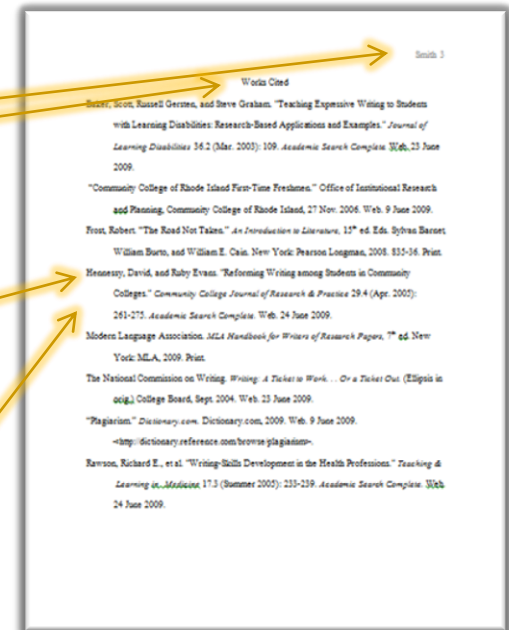 Smith 3
Works Cited
Baker, Scott, Russell Gersten, and Steve Graham. "Teaching Expressive Writing to Students
with Learning Disabilities: Research-Based Applications and Examples." Journal of
Learning Disabilities 36.2 (Mar. 2003): 109. Academic Search Complete. Web. 23 June
2009.
"Community College of Rhode Island First-Time Freshmen." Office of Institutional Research
and Planning, Community College of Rhode Island, 27 Nov. 2006. Web. 9 June 2009.
Frost, Robert. "The Road Not Taken." An Introduction to Literature, 15th ed. Eds. Sylvan Barnet,
William Burto, and William E. Cain. New York: Pearson Longman, 2008. 835-36. Print.
Hennessy, David, and Ruby Evans. "Reforming Writing among Students in Community
Colleges." Community College Journal of Research & Practice 29.4 (Apr. 2005):
261-275. Academic Search Complete. Web. 24 June 2009.
Modern Language Association. MLA Handbook for Writers of Research Papers, 7th ed. New
York: MLA, 2009. Print.
The National Commission on Writing. Writing: A Ticket to Work. . . Or a Ticket Out. (Ellipsis in
orig.) College Board, Sept. 2004. Web. 23 June 2009.
"Plagiarism." Dictionary.com. Dictionary.com, 2009. Web. 9 June 2009.
<http://dictionary.reference.com/browse/plagiarism>.
Rawson, Richard E., et al. "Writing-Skills Development in the Health Professions." Teaching &
Learning in Medicine 17.3 (Summer 2005): 233-239. Academic Search Complete. Web.
24 June 2009.